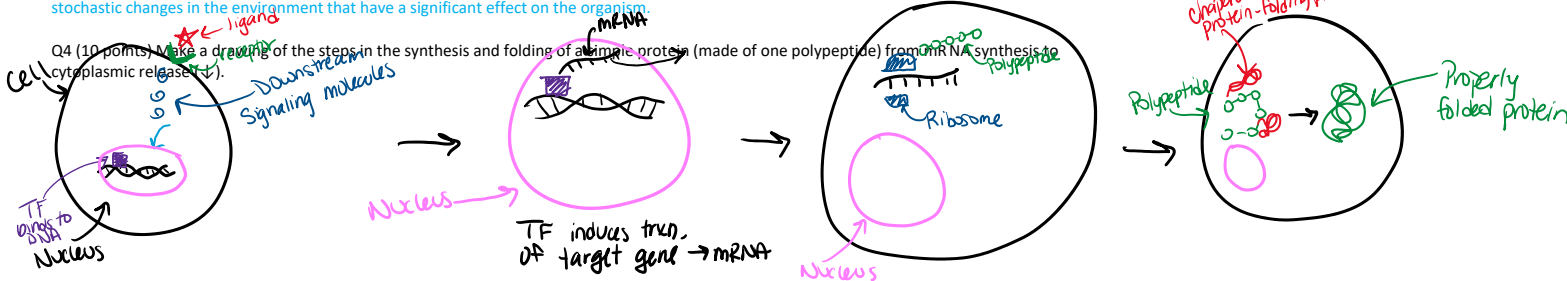 stochastic changes in the environment that have a significant effect on the organism.
Q4 (10 points) Make a drawing of the steps in the synthesis and folding of a simple protein (made of one polypeptide) from mRNA synthesis to
cytoplasmic release (↓).
Cell
ligand
receptor
Downstream
Signaling molecules
TF
binds to
DNA
Nucleus
mRNA
Nucleus
TF induces trxn.
of target gene → mRNA
Polypeptide
Ribosome
Nucleus
protein-folding
Polypeptide
Properly
folded protein